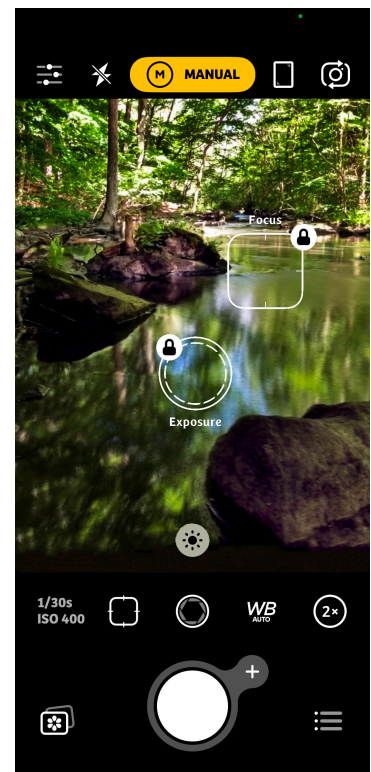 M MANUAL
Focus
Exposure
1/30s
ISO 400
WB
AUTO
2×